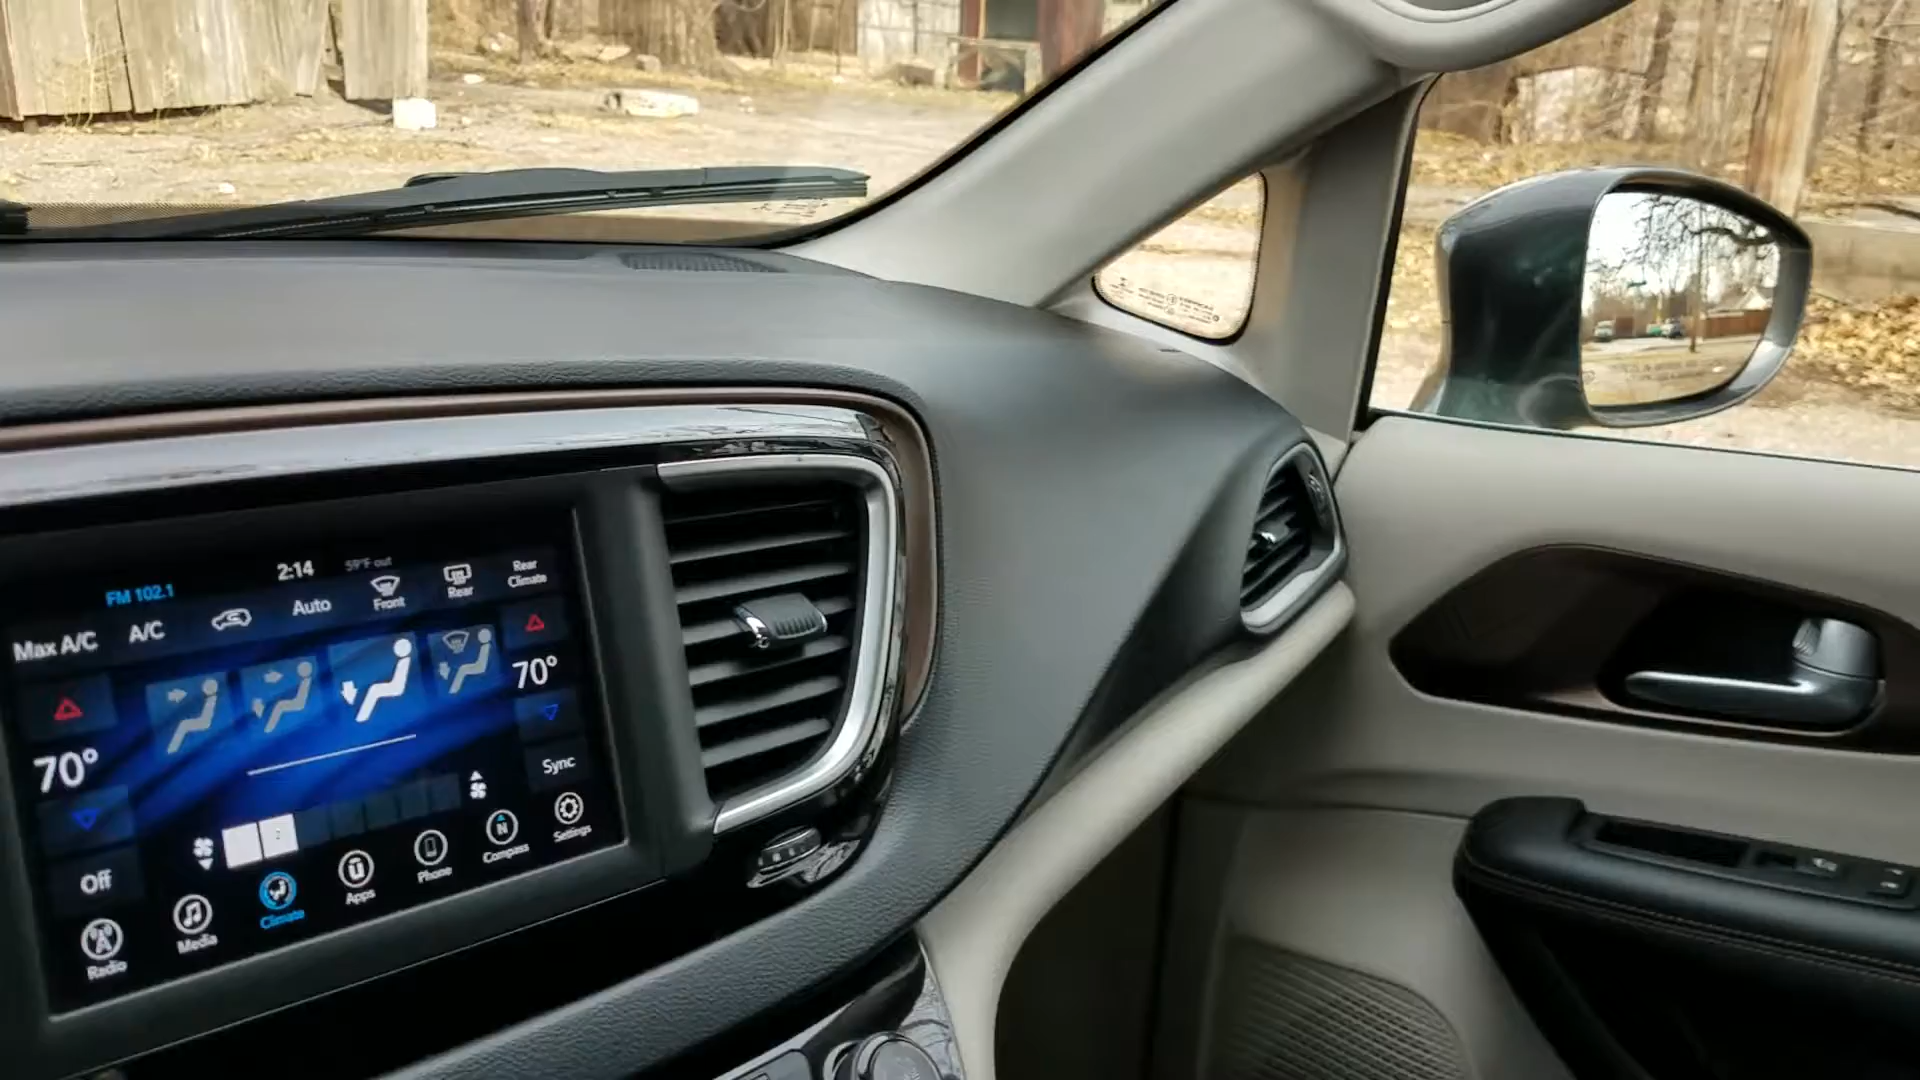 2:14 59°F out
FM 102.1
Max A/C A/C Auto Front Rear Rear Climate
70°
70°
Sync
2
Off
Radio Media Climate Apps Phone N Compass Settings